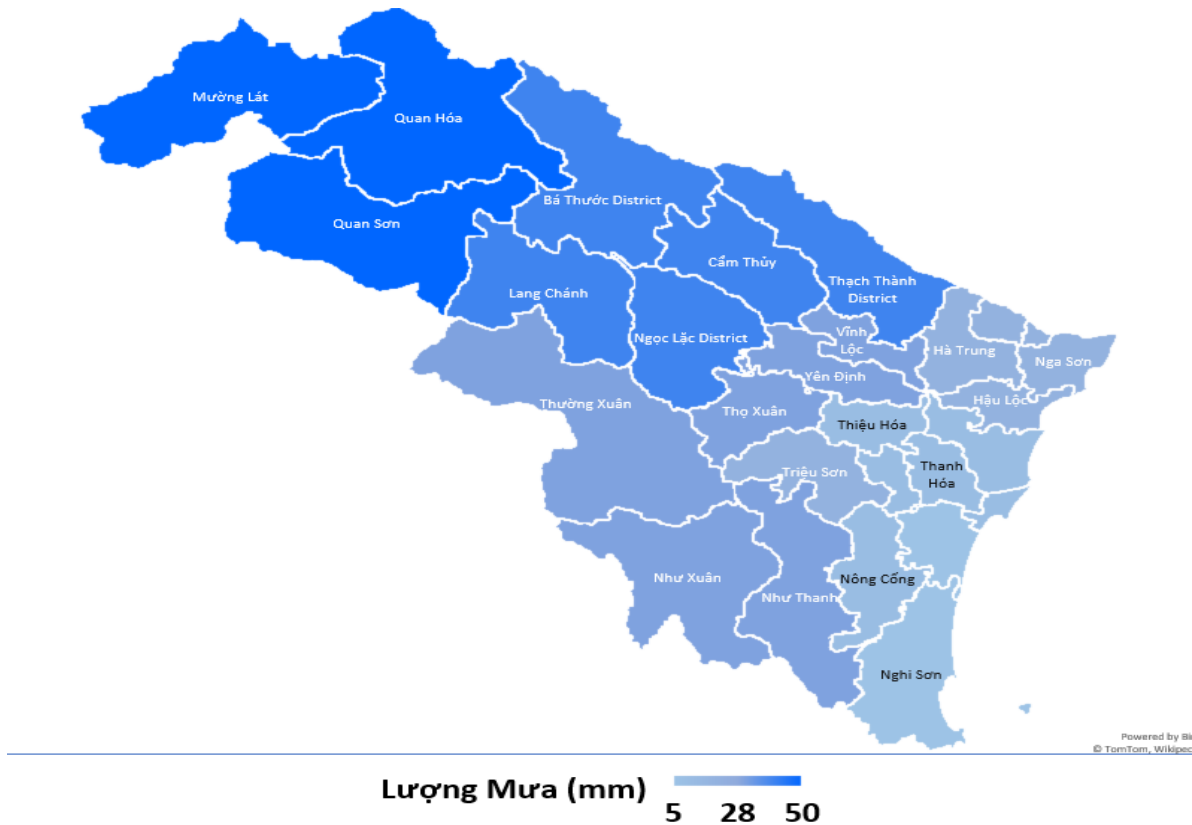 Mường Lát
Quan Hóa
Quan Sơn
Bá Thước District
Cẩm Thủy
Lang Chánh
Thạch Thành
District
Ngọc Lặc District
Vĩnh
Lộc
Hà Trung
Nga Sơn
Yên Định
Thường Xuân
Thọ Xuân
Hậu Lộc
Thiệu Hóa
Triệu Sơn
Thanh
Hóa
Như Xuân
Như Thanh
Nông Cống
Nghi Sơn
Powered by Bi
© TomTom, Wikipe
Lượng Mưa (mm)
5 28 50